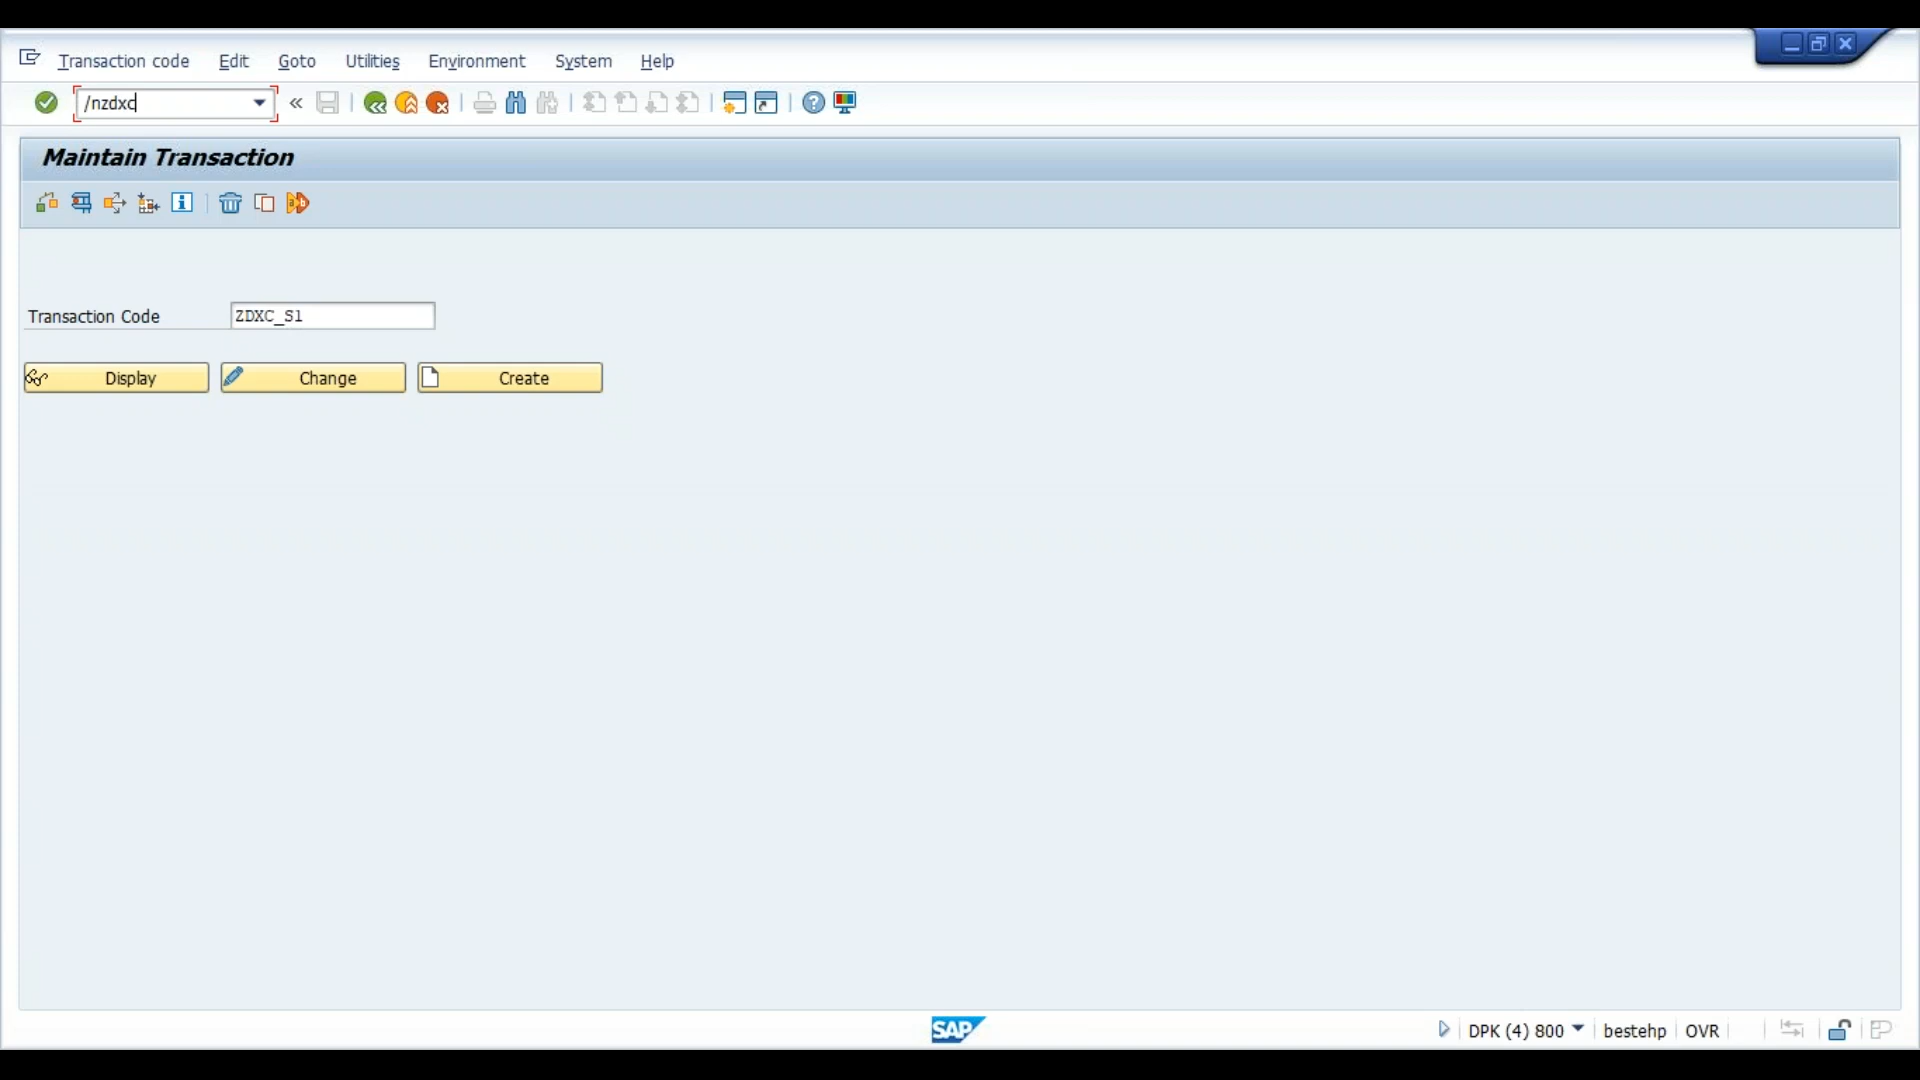 Transaction code Edit Goto Utilities Environment System Help
/nzdxc
Maintain Transaction
Transaction Code ZDXC_S1
Display Change Create
SAP DPK (4) 800 bestehp OVR